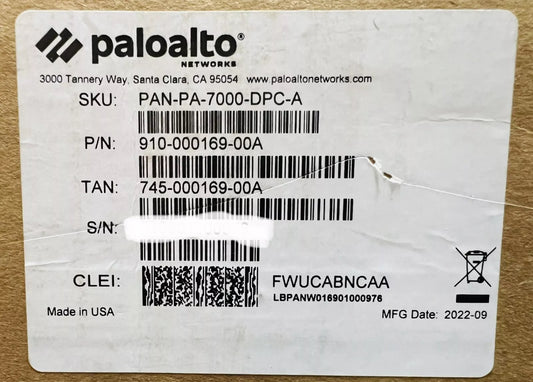 paloalto®
NETWORKS
3000 Tannery Way, Santa Clara, CA 95054 www.paloaltonetworks.com
SKU: PAN-PA-7000-DPC-A
P/N: 910-000169-00A
TAN: 745-000169-00A
S/N:
CLEI: FWUCABNCAA
LBPANW016901000976
Made in USA MFG Date: 2022-09